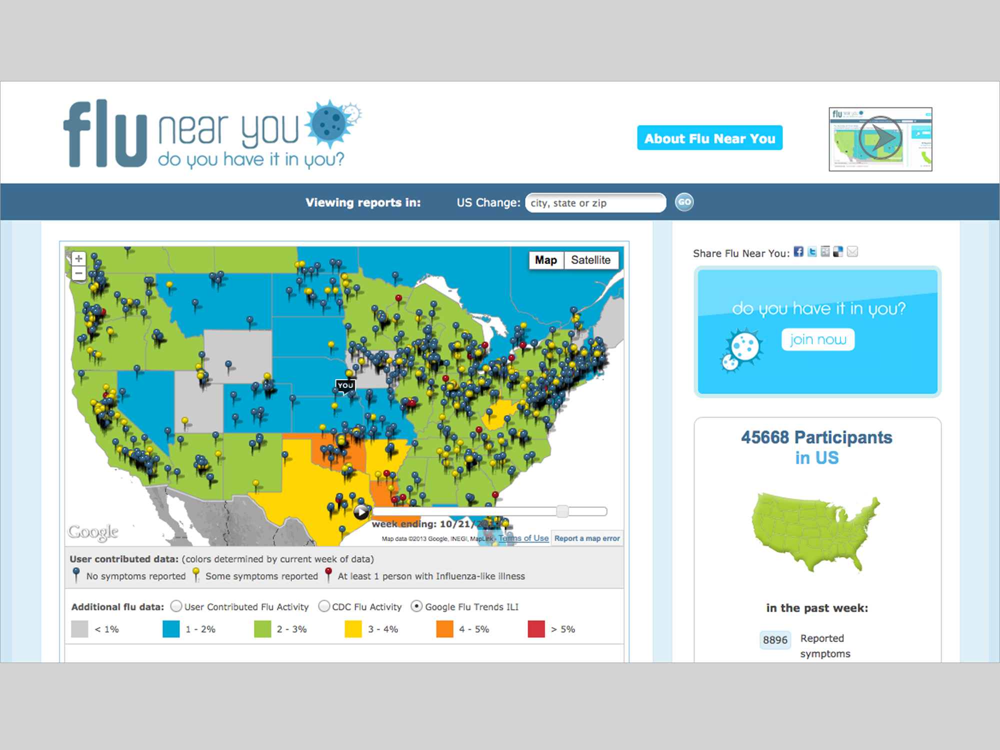 flu near you
do you have it in you?
About Flu Near You
flu near you
Viewing reports in: US Change: city, state or zip GO
+
−
Map Satellite
YOU
week ending: 10/21/
Google
Map data ©2013 Google, INEGI, MapLink - Terms of Use Report a map error
User contributed data: (colors determined by current week of data)
No symptoms reported Some symptoms reported At least 1 person with Influenza-like illness
Additional flu data: User Contributed Flu Activity CDC Flu Activity Google Flu Trends ILI
< 1% 1 - 2% 2 - 3% 3 - 4% 4 - 5% > 5%
Share Flu Near You:
do you have it in you?
join now
45668 Participants
in US
in the past week:
8896 Reported
symptoms